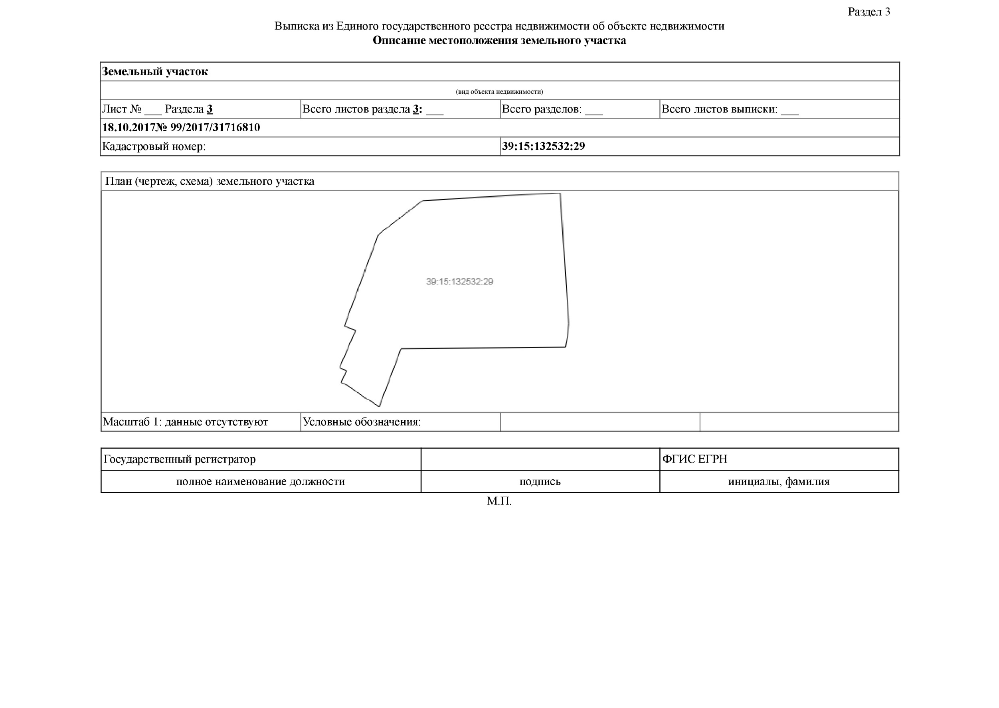 Раздел 3
Выписка из Единого государственного реестра недвижимости об объекте недвижимости
Описание местоположения земельного участка
Земельный участок
(вид объекта недвижимости)
Лист № ___ Раздела 3 Всего листов раздела 3: ___ Всего разделов: ___ Всего листов выписки: ___
18.10.2017№ 99/2017/31716810
Кадастровый номер: 39:15:132532:29
План (чертеж, схема) земельного участка
39:15:132532:29
Масштаб 1: данные отсутствуют Условные обозначения:
Государственный регистратор ФГИС ЕГРН
полное наименование должности подпись инициалы, фамилия
М.П.